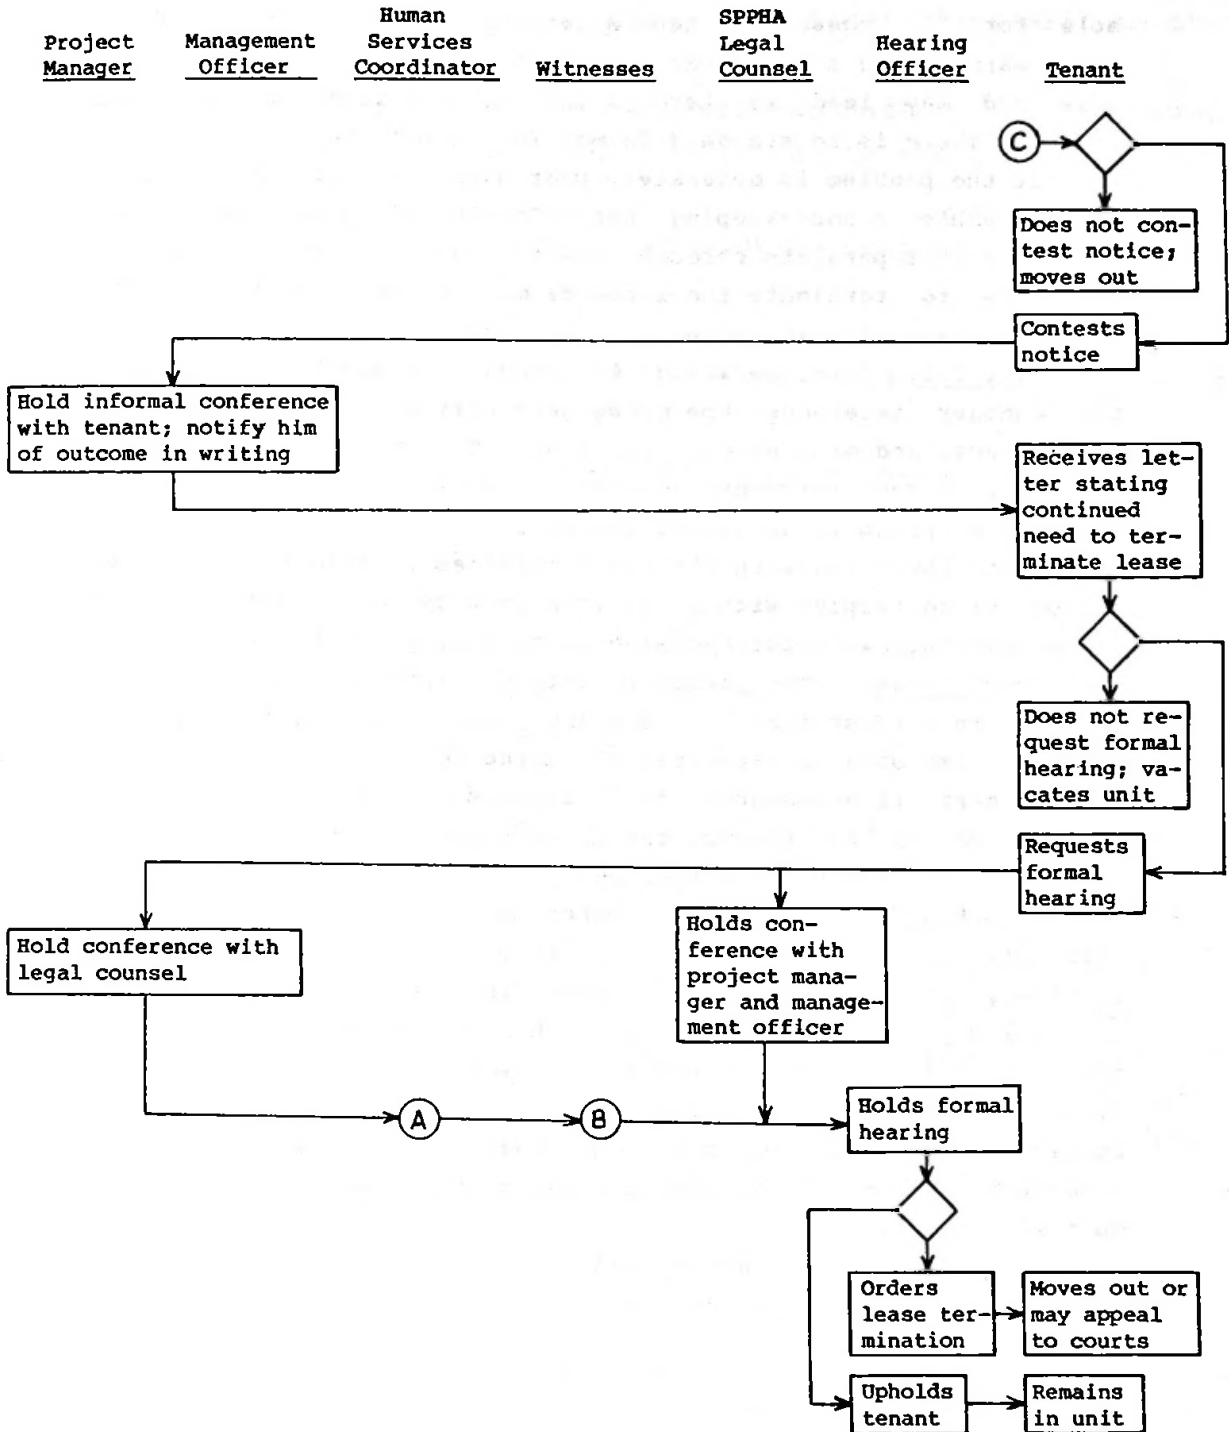 Project
Manager
Management
Officer
Human
Services
Coordinator
Witnesses
SPPHA
Legal
Counsel
Hearing
Officer
Tenant
C
Does not con-
test notice;
moves out
Contests
notice
Hold informal conference
with tenant; notify him
of outcome in writing
Receives let-
ter stating
continued
need to ter-
minate lease
Does not re-
quest formal
hearing; va-
cates unit
Requests
formal
hearing
Hold conference with
legal counsel
Holds con-
ference with
project mana-
ger and manage-
ment officer
A
B
Holds formal
hearing
Orders
lease ter-
mination
Moves out or
may appeal
to courts
Upholds
tenant
Remains
in unit